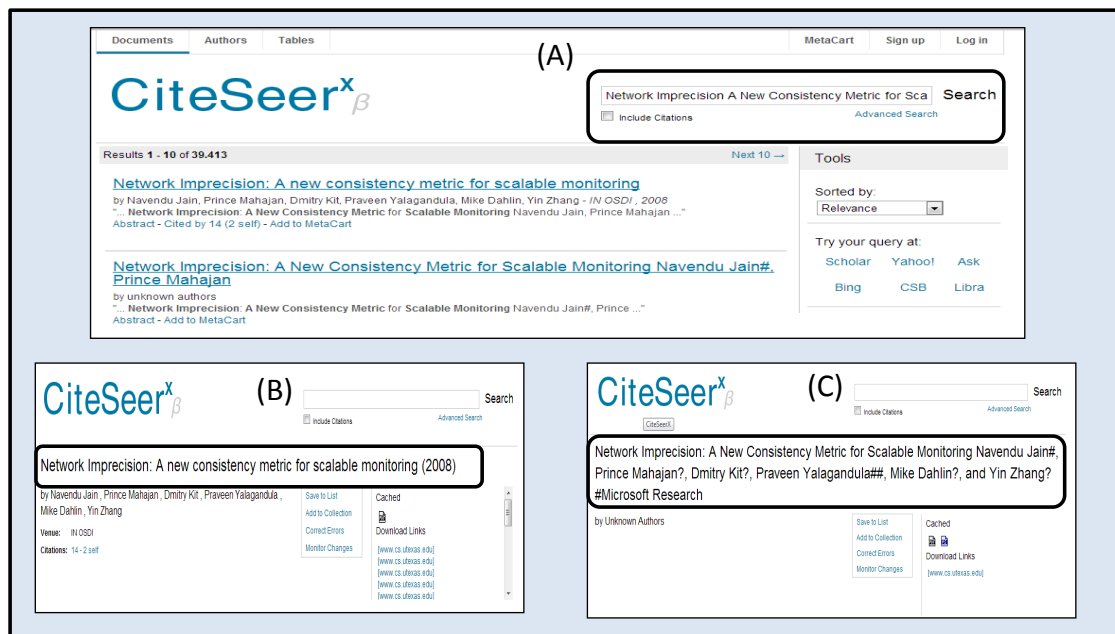 Documents Authors Tables MetaCart Sign up Log in
(A)
CiteSeerx β
Network Imprecision A New Consistency Metric for Sca Search
Include Citations Advanced Search
Results 1 - 10 of 39.413 Next 10 →
Network Imprecision: A new consistency metric for scalable monitoring
by Navendu Jain, Prince Mahajan, Dmitry Kit, Praveen Yalagandula, Mike Dahlin, Yin Zhang - IN OSDI , 2008
"... Network Imprecision: A New Consistency Metric for Scalable Monitoring Navendu Jain, Prince Mahajan ..."
Abstract - Cited by 14 (2 self) - Add to MetaCart
Network Imprecision: A New Consistency Metric for Scalable Monitoring Navendu Jain#,
Prince Mahajan
by unknown authors
"... Network Imprecision: A New Consistency Metric for Scalable Monitoring Navendu Jain#, Prince ..."
Abstract - Add to MetaCart
Tools
Sorted by:
Relevance
Try your query at:
Scholar Yahoo! Ask
Bing CSB Libra
CiteSeerx β
(B)
Search
Include Citations Advanced Search
Network Imprecision: A new consistency metric for scalable monitoring (2008)
by Navendu Jain , Prince Mahajan , Dmitry Kit , Praveen Yalagandula ,
Mike Dahlin , Yin Zhang
Venue: IN OSDI
Citations: 14 - 2 self
Save to List
Add to Collection
Correct Errors
Monitor Changes
Cached
Download Links
[www.cs.utexas.edu]
[www.cs.utexas.edu]
[www.cs.utexas.edu]
[www.cs.utexas.edu]
[www.cs.utexas.edu]
CiteSeerx β
CiteSeerX
(C)
Search
Include Citations Advanced Search
Network Imprecision: A New Consistency Metric for Scalable Monitoring Navendu Jain#,
Prince Mahajan?, Dmitry Kit?, Praveen Yalagandula##, Mike Dahlin?, and Yin Zhang?
#Microsoft Research
by Unknown Authors
Save to List
Add to Collection
Correct Errors
Monitor Changes
Cached
Download Links
[www.cs.utexas.edu]